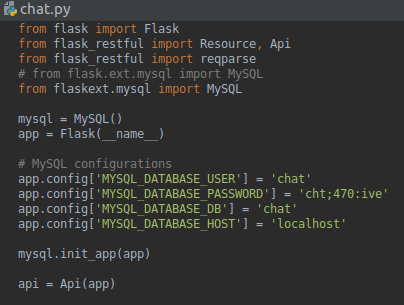 chat.py
from flask import Flask
from flask_restful import Resource, Api
from flask_restful import reqparse
# from flask.ext.mysql import MySQL
from flaskext.mysql import MySQL
mysql = MySQL()
app = Flask(__name__)
# MySQL configurations
app.config['MYSQL_DATABASE_USER'] = 'chat'
app.config['MYSQL_DATABASE_PASSWORD'] = 'cht;470:ive'
app.config['MYSQL_DATABASE_DB'] = 'chat'
app.config['MYSQL_DATABASE_HOST'] = 'localhost'
mysql.init_app(app)
api = Api(app)